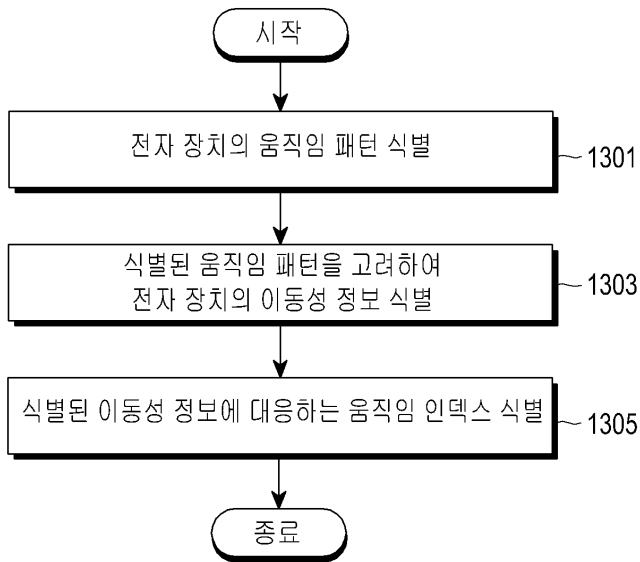 시작
전자 장치의 움직임 패턴 식별
1301
식별된 움직임 패턴을 고려하여
전자 장치의 이동성 정보 식별
1303
식별된 이동성 정보에 대응하는 움직임 인덱스 식별
1305
종료